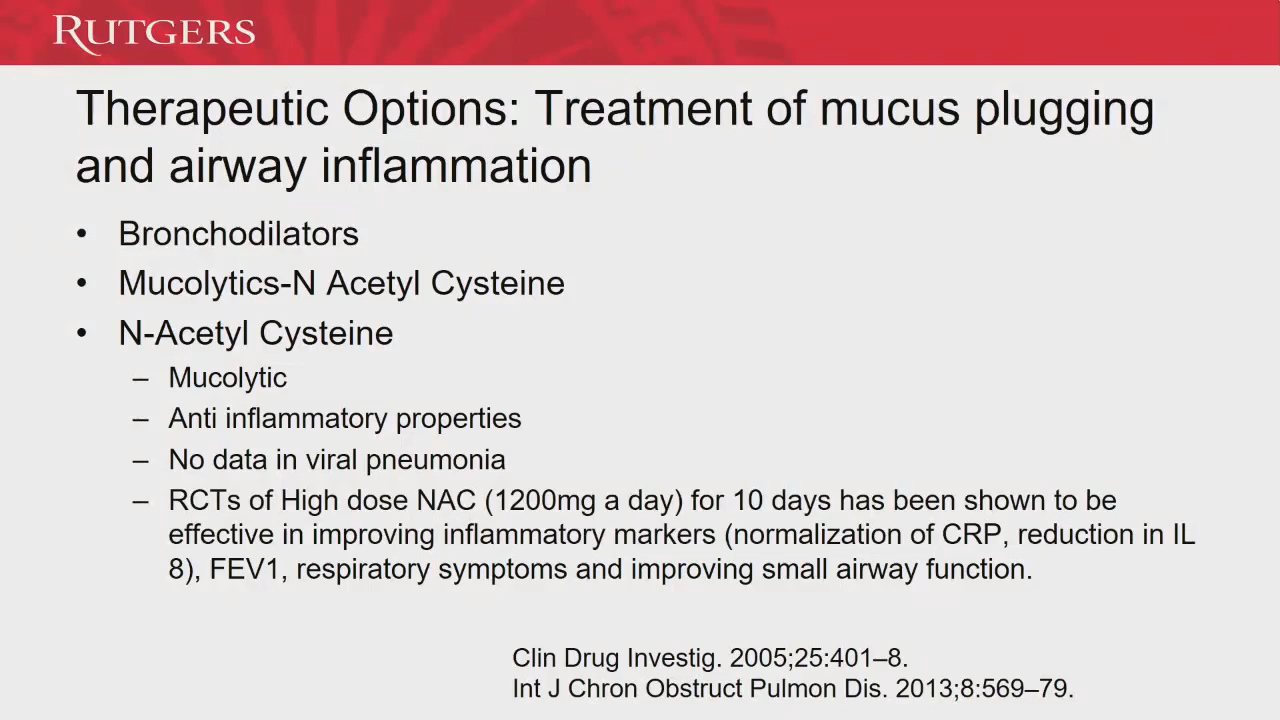 RUTGERS
Therapeutic Options: Treatment of mucus plugging
and airway inflammation
• Bronchodilators
• Mucolytics-N Acetyl Cysteine
• N-Acetyl Cysteine
– Mucolytic
– Anti inflammatory properties
– No data in viral pneumonia
– RCTs of High dose NAC (1200mg a day) for 10 days has been shown to be
effective in improving inflammatory markers (normalization of CRP, reduction in IL
8), FEV1, respiratory symptoms and improving small airway function.
Clin Drug Investig. 2005;25:401–8.
Int J Chron Obstruct Pulmon Dis. 2013;8:569–79.